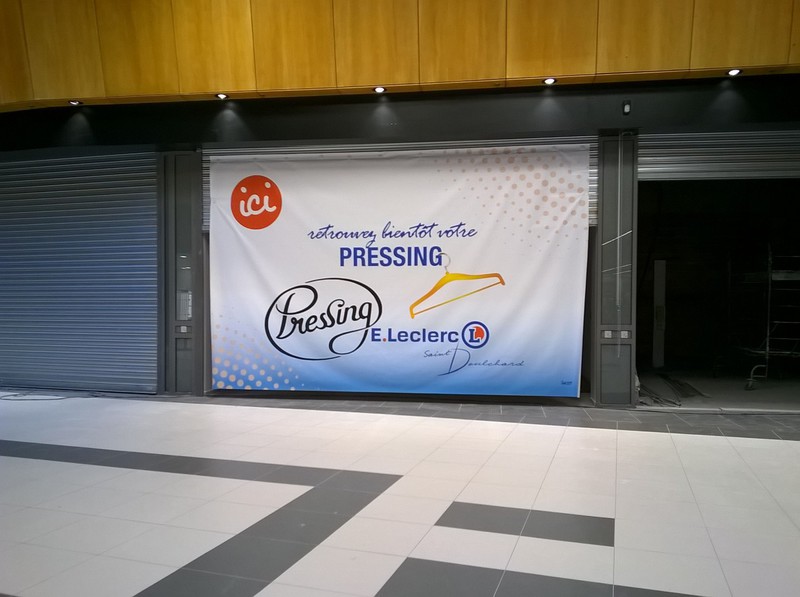 ici
retrouvez bientôt votre
PRESSING
Pressing
E.Leclerc L
Saint Doulchard